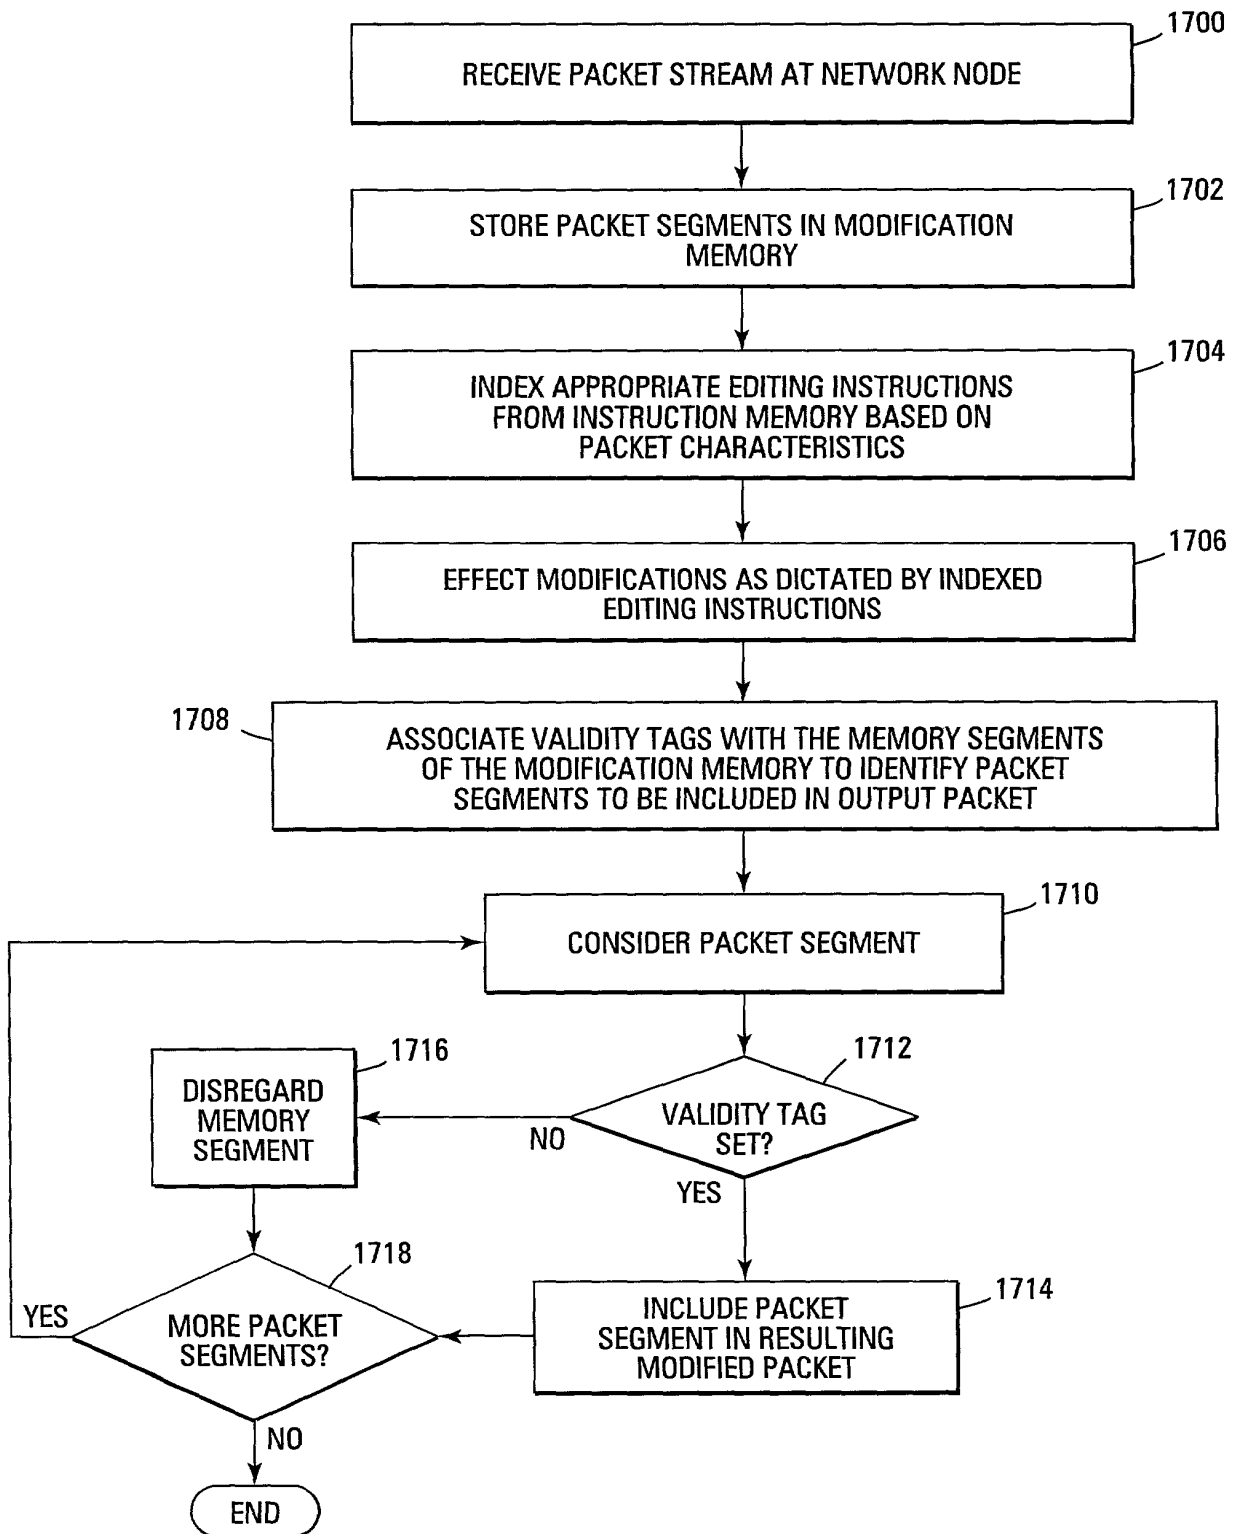 1700
RECEIVE PACKET STREAM AT NETWORK NODE
1702
STORE PACKET SEGMENTS IN MODIFICATION
MEMORY
1704
INDEX APPROPRIATE EDITING INSTRUCTIONS
FROM INSTRUCTION MEMORY BASED ON
PACKET CHARACTERISTICS
1706
EFFECT MODIFICATIONS AS DICTATED BY INDEXED
EDITING INSTRUCTIONS
1708
ASSOCIATE VALIDITY TAGS WITH THE MEMORY SEGMENTS
OF THE MODIFICATION MEMORY TO IDENTIFY PACKET
SEGMENTS TO BE INCLUDED IN OUTPUT PACKET
1710
CONSIDER PACKET SEGMENT
1712
VALIDITY TAG
SET?
NO
YES
1716
DISREGARD
MEMORY
SEGMENT
1714
INCLUDE PACKET
SEGMENT IN RESULTING
MODIFIED PACKET
1718
MORE PACKET
SEGMENTS?
YES
NO
END